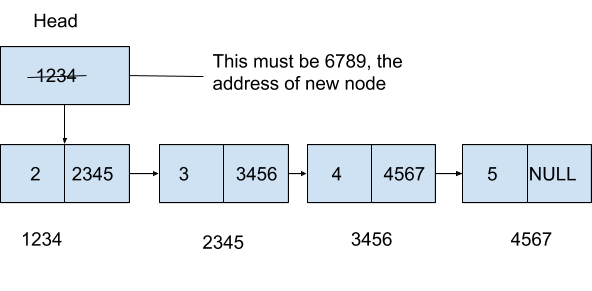 Head
1234
This must be 6789, the
address of new node
2 2345 3 3456 4 4567 5 NULL
1234 2345 3456 4567